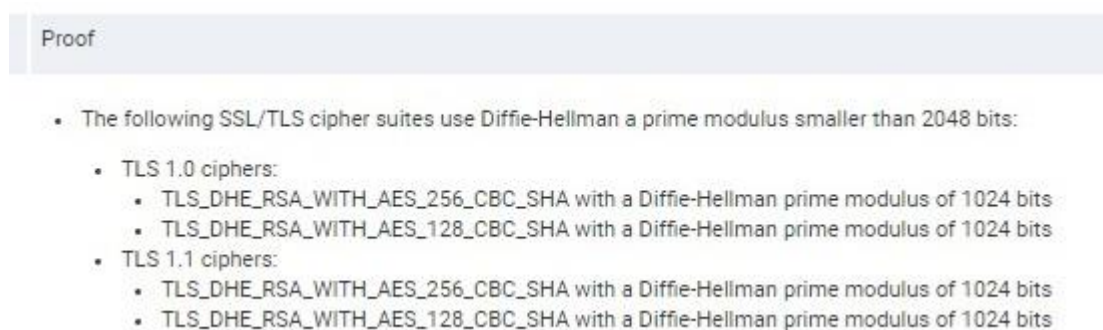 Proof
• The following SSL/TLS cipher suites use Diffie-Hellman a prime modulus smaller than 2048 bits:
• TLS 1.0 ciphers:
• TLS_DHE_RSA_WITH_AES_256_CBC_SHA with a Diffie-Hellman prime modulus of 1024 bits
• TLS_DHE_RSA_WITH_AES_128_CBC_SHA with a Diffie-Hellman prime modulus of 1024 bits
• TLS 1.1 ciphers:
• TLS_DHE_RSA_WITH_AES_256_CBC_SHA with a Diffie-Hellman prime modulus of 1024 bits
• TLS_DHE_RSA_WITH_AES_128_CBC_SHA with a Diffie-Hellman prime modulus of 1024 bits